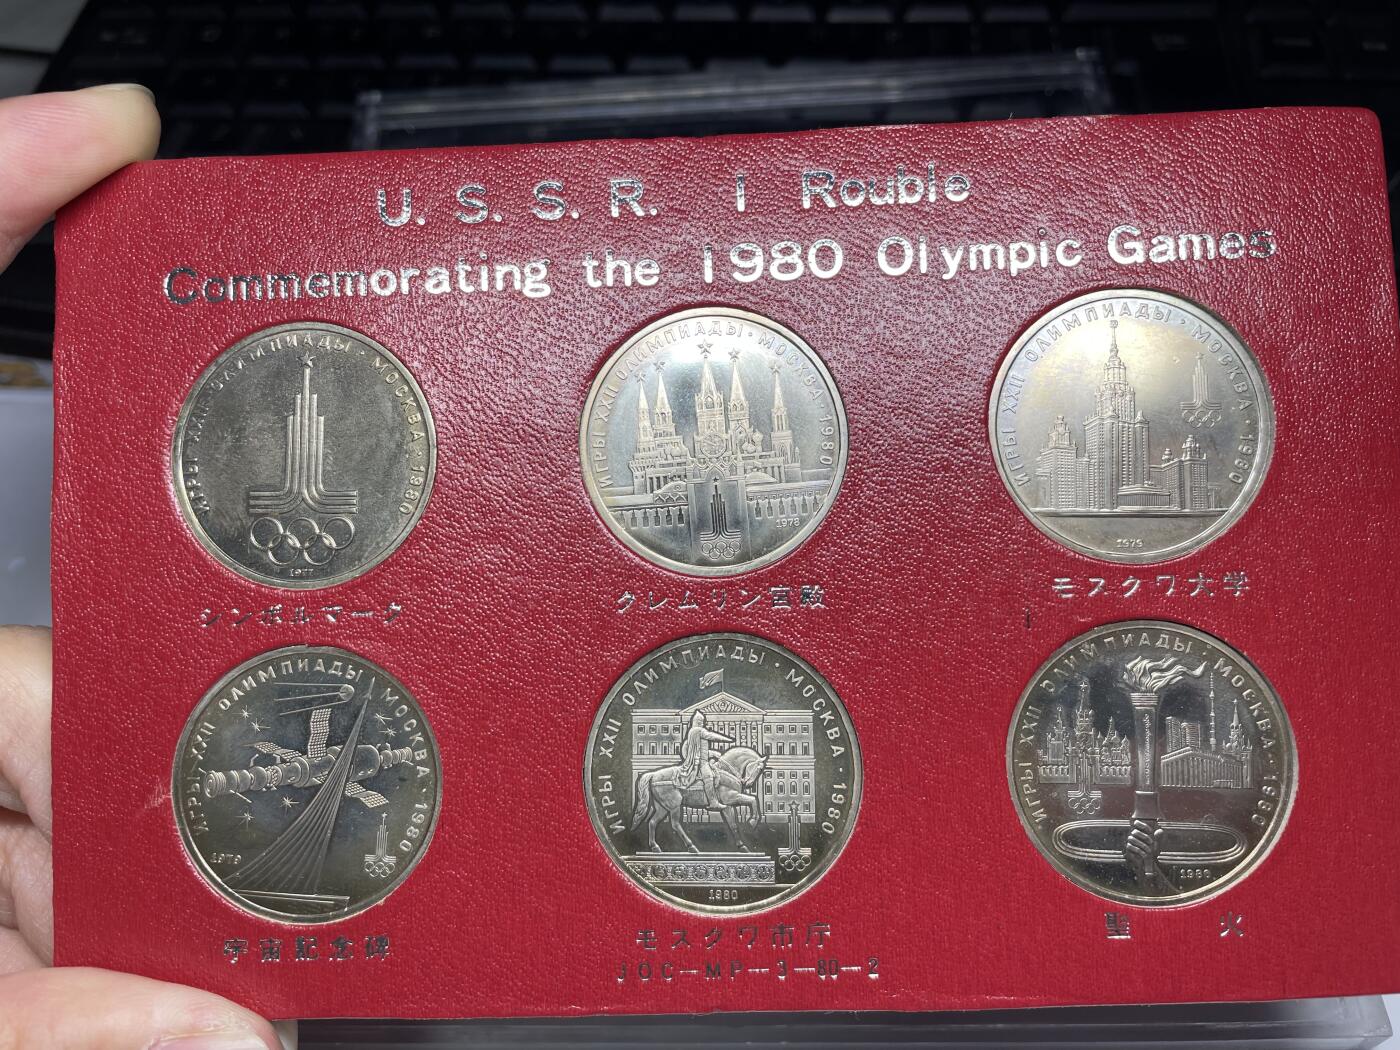 U. S. S. R. 1 Rouble
Commemorating the 1980 Olympic Games
ИГРЫ XXII ОЛИМПИАДЫ · МОСКВА · 1980
1977
シンボルマーク
ИГРЫ XXII ОЛИМПИАДЫ · МОСКВА · 1980
1978
クレムリン宮殿
ИГРЫ XXII ОЛИМПИАДЫ · МОСКВА · 1980
1979
モスクワ大学
ИГРЫ XXII ОЛИМПИАДЫ МОСКВА · 1980
1979
宇宙記念碑
ИГРЫ XXII ОЛИМПИАДЫ · МОСКВА · 1980
1980
モスクワ市庁
JOC-MP-3-80-2
ИГРЫ XXII ОЛИМПИАДЫ · МОСКВА · 1980
1980
聖火